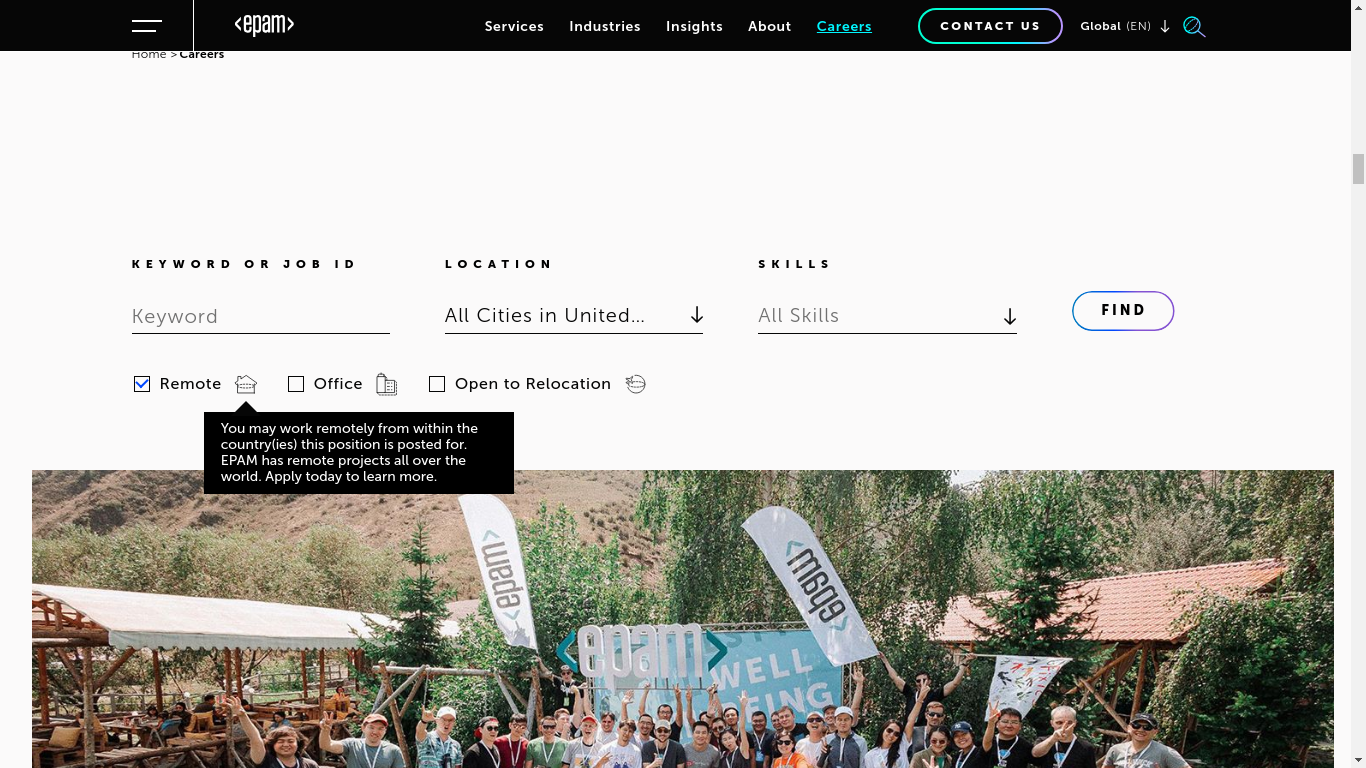 <epam>
Services
Industries
Insights
About
Careers
CONTACT US
Global (EN)
Home > Careers
KEYWORD OR JOB ID
LOCATION
SKILLS
Keyword
All Cities in United...
All Skills
FIND
Remote
Office
Open to Relocation
You may work remotely from within the
country(ies) this position is posted for.
EPAM has remote projects all over the
world. Apply today to learn more.
<epam>
<epam>
<epam>
WELL